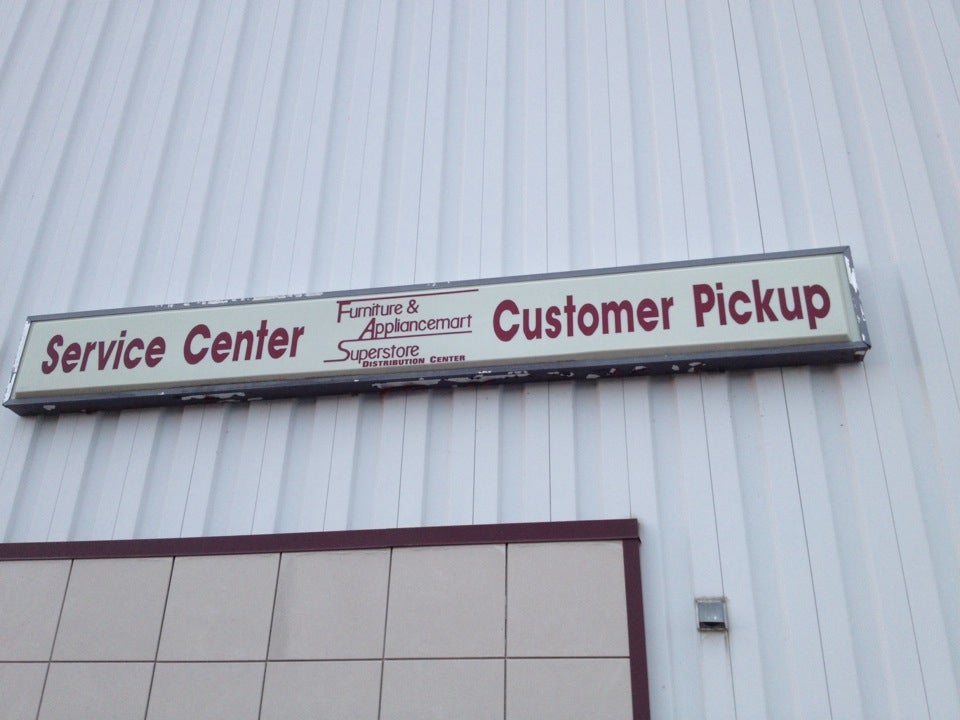 Service Center
Furniture &
Appliancemart
Superstore
DISTRIBUTION CENTER
Customer Pickup